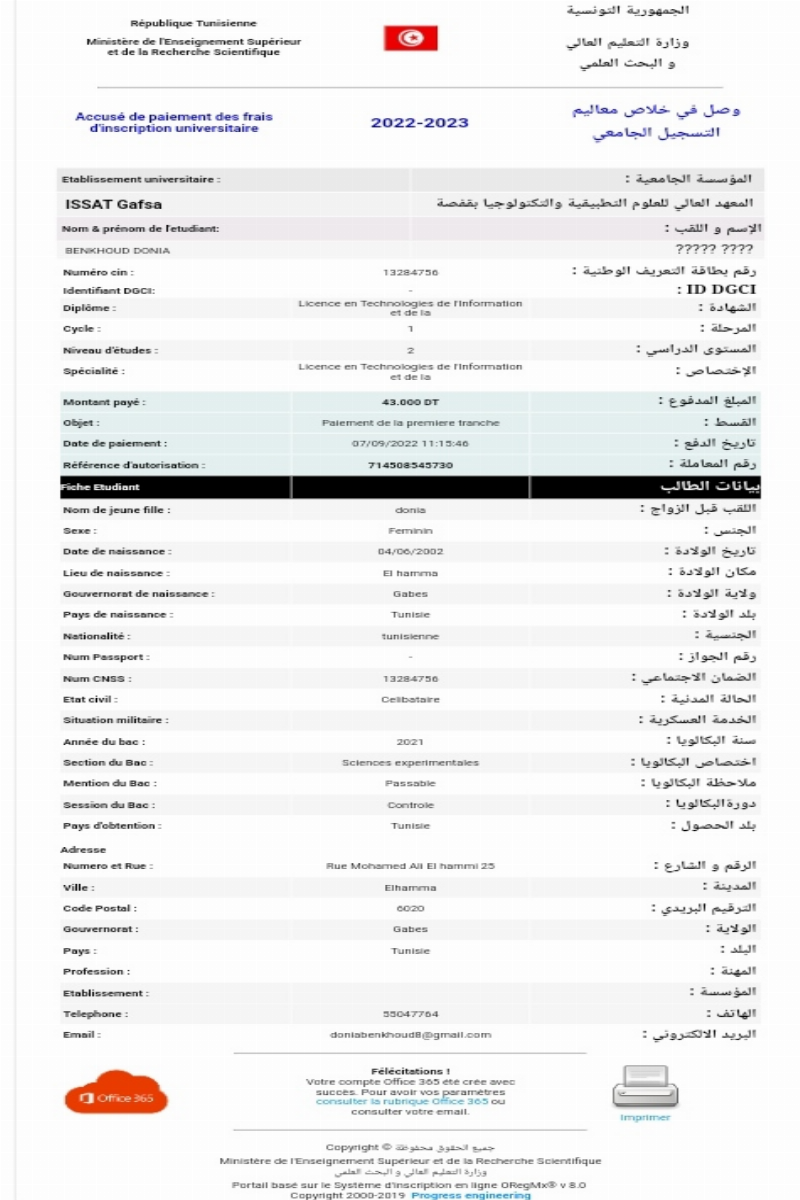 République Tunisienne
Ministère de l'Enseignement Supérieur
et de la Recherche Scientifique
الجمهورية التونسية
وزارة التعليم العالي
و البحث العلمي
Accusé de paiement des frais
d'inscription universitaire
2022-2023
وصل في خلاص معاليم
التسجيل الجامعي
Etablissement universitaire : المؤسسة الجامعية :
ISSAT Gafsa المعهد العالي للعلوم التطبيقية والتكنولوجيا بقفصة
Nom & prénom de l'etudiant: الإسم و اللقب :
BENKHOUD DONIA ????? ????
Numéro cin : 13284756 رقم بطاقة التعريف الوطنية :
Identifiant DGCI: - ID DGCI :
Diplôme : Licence en Technologies de l'Information et de la الشهادة :
Cycle : 1 المرحلة :
Niveau d'études : 2 المستوى الدراسي :
Spécialité : Licence en Technologies de l'Information et de la الإختصاص :
Montant payé : 43.000 DT المبلغ المدفوع :
Objet : Paiement de la premiere tranche القسط :
Date de paiement : 07/09/2022 11:15:46 تاريخ الدفع :
Référence d'autorisation : 714508545730 رقم المعاملة :
Fiche Etudiant بيانات الطالب
Nom de jeune fille : donia اللقب قبل الزواج :
Sexe : Feminin الجنس :
Date de naissance : 04/06/2002 تاريخ الولادة :
Lieu de naissance : El hamma مكان الولادة :
Gouvernorat de naissance : Gabes ولاية الولادة :
Pays de naissance : Tunisie بلد الولادة :
Nationalité : tunisienne الجنسية :
Num Passport : - رقم الجواز :
Num CNSS : 13284756 الضمان الاجتماعي :
Etat civil : Celibataire الحالة المدنية :
Situation militaire : الخدمة العسكرية :
Année du bac : 2021 سنة البكالويا :
Section du Bac : Sciences experimentales اختصاص البكالويا :
Mention du Bac : Passable ملاحظة البكالويا :
Session du Bac : Controle دورةالبكالويا :
Pays d'obtention : Tunisie بلد الحصول :
Adresse
Numero et Rue : Rue Mohamed Ali El hammi 25 الرقم و الشارع :
Ville : Elhamma المدينة :
Code Postal : 6020 الترقيم البريدي :
Gouvernorat : Gabes الولاية :
Pays : Tunisie البلد :
Profession : المهنة :
Etablissement : المؤسسة :
Telephone : 55047764 الهاتف :
Email : doniabenkhoud8@gmail.com البريد الالكتروني :
Office 365
Félécitations !
Votre compte Office 365 été crée avec
succès. Pour avoir vos paramètres
consulter la rubrique Office 365 ou
consulter votre email.
Imprimer
Copyright © جميع الحقوق محفوظة
Ministère de l'Enseignement Supérieur et de la Recherche Scientifique
وزارة التعليم العالي و البحث العلمي
Portail basé sur le Système d'inscription en ligne ORegMx® v 8.0
Copyright 2000-2019 Progress engineering